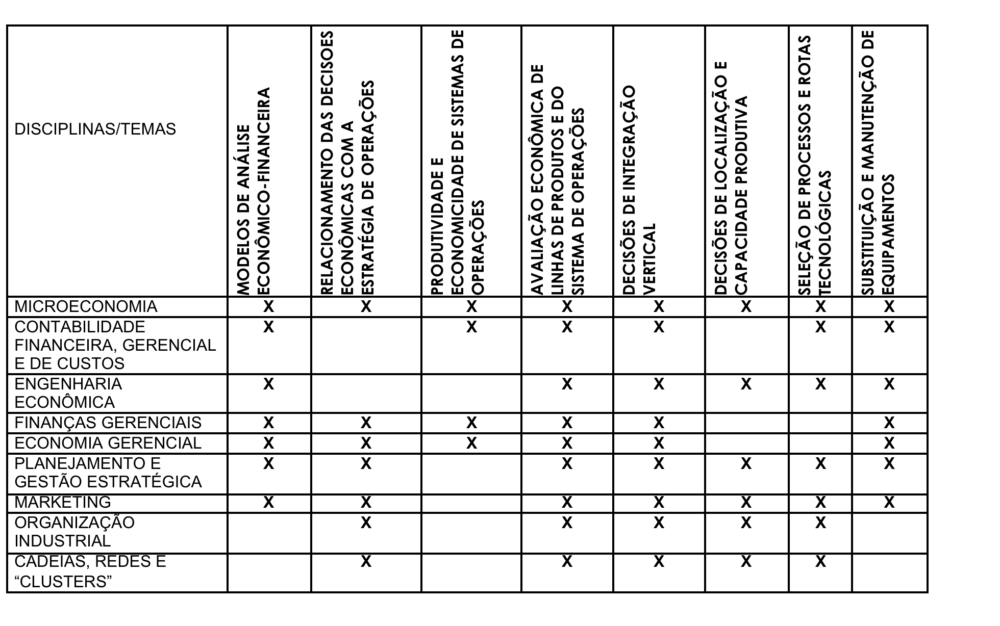 DISCIPLINAS/TEMAS
MODELOS DE ANÁLISE
ECONÔMICO-FINANCEIRA
RELACIONAMENTO DAS DECISOES
ECONÔMICAS COM A
ESTRATÉGIA DE OPERAÇÕES
PRODUTIVIDADE E
ECONOMICIDADE DE SISTEMAS DE
OPERAÇÕES
AVALIAÇÃO ECONÔMICA DE
LINHAS DE PRODUTOS E DO
SISTEMA DE OPERAÇÕES
DECISÕES DE INTEGRAÇÃO
VERTICAL
DECISÕES DE LOCALIZAÇÃO E
CAPACIDADE PRODUTIVA
SELEÇÃO DE PROCESSOS E ROTAS
TECNOLÓGICAS
SUBSTITUIÇÃO E MANUTENÇÃO DE
EQUIPAMENTOS
MICROECONOMIA X X X X X X X X
CONTABILIDADE X X X X X X
FINANCEIRA, GERENCIAL
E DE CUSTOS
ENGENHARIA X X X X X X
ECONÔMICA
FINANÇAS GERENCIAIS X X X X X X
ECONOMIA GERENCIAL X X X X X X
PLANEJAMENTO E X X X X X X X
GESTÃO ESTRATÉGICA
MARKETING X X X X X X X
ORGANIZAÇÃO X X X X X
INDUSTRIAL
CADEIAS, REDES E X X X X X
“CLUSTERS”